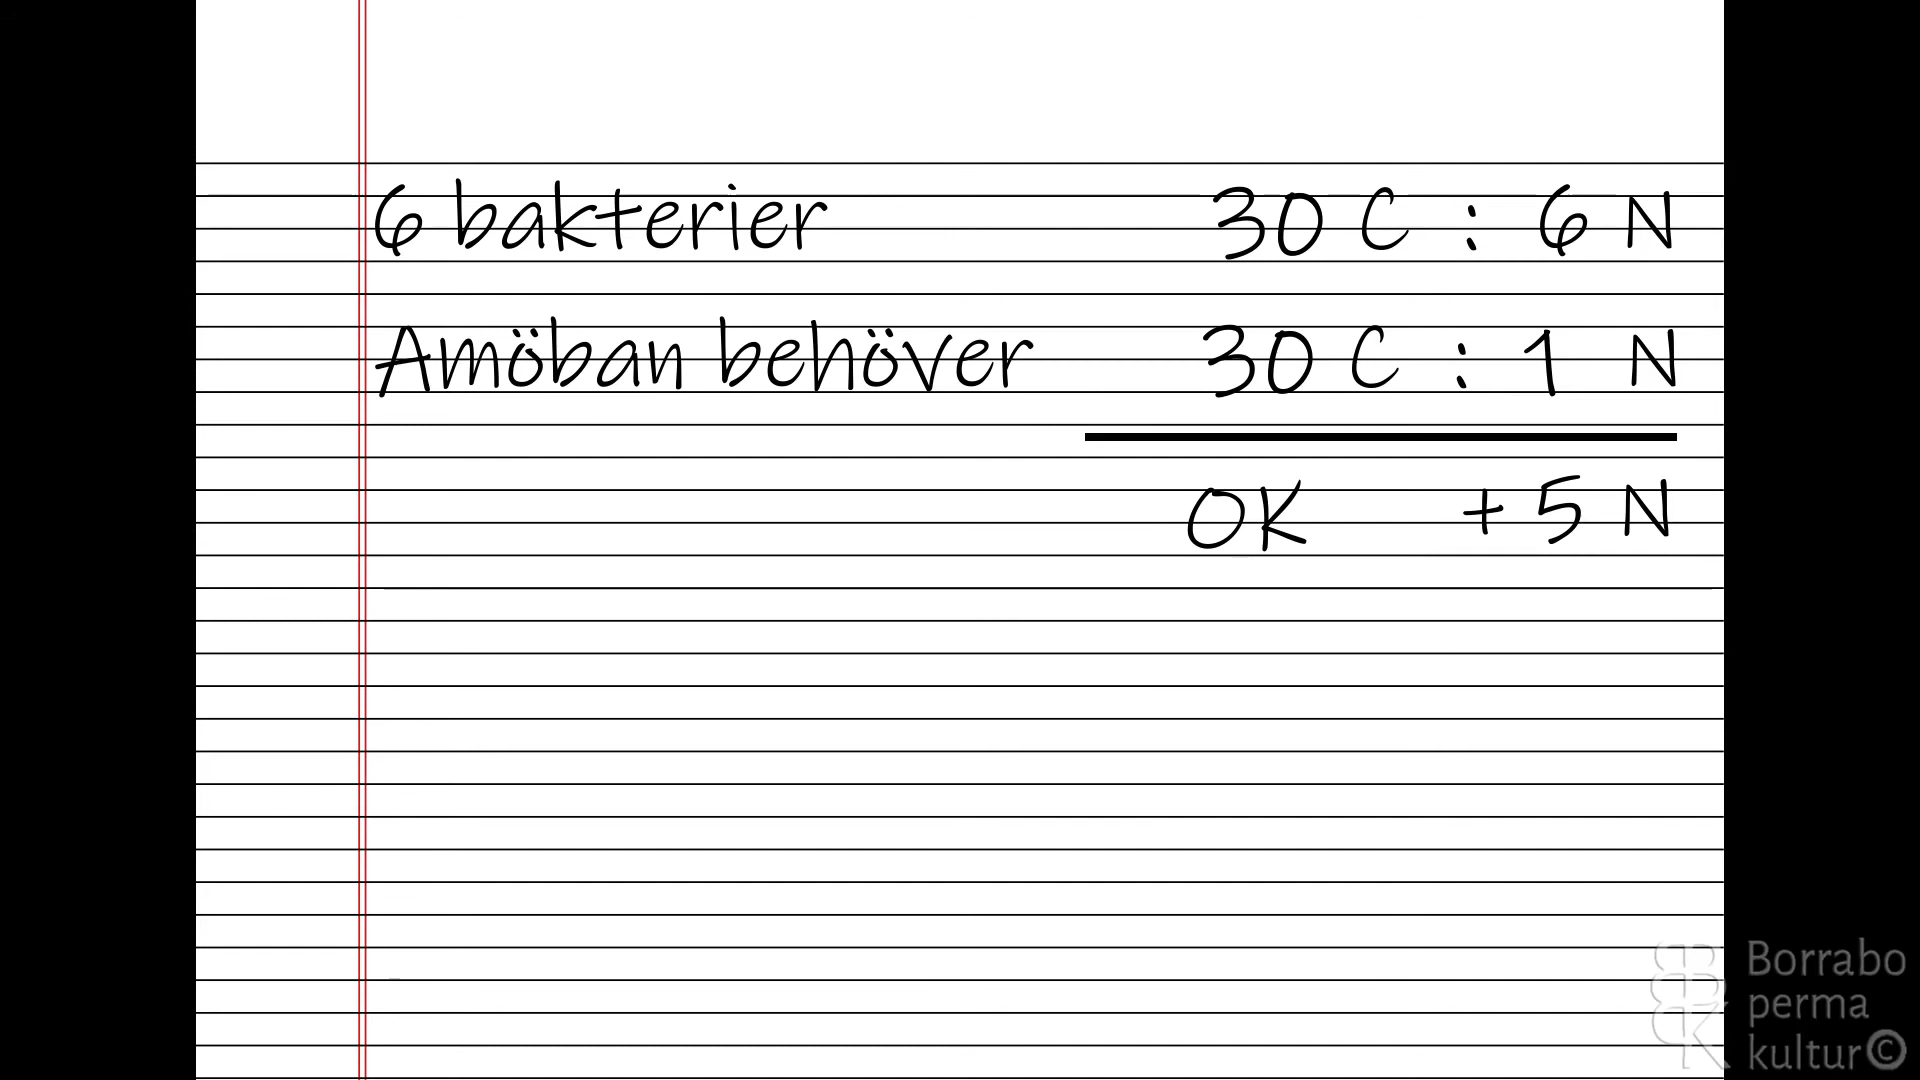 6 bakterier 30 C : 6 N
Amöban behöver 30 C : 1 N
OK + 5 N
Borrabo
perma
kultur©